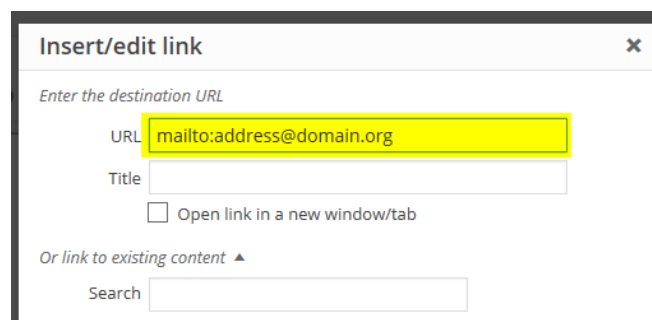 Insert/edit link
Enter the destination URL
URL mailto:address@domain.org
Title
Open link in a new window/tab
Or link to existing content ▲
Search